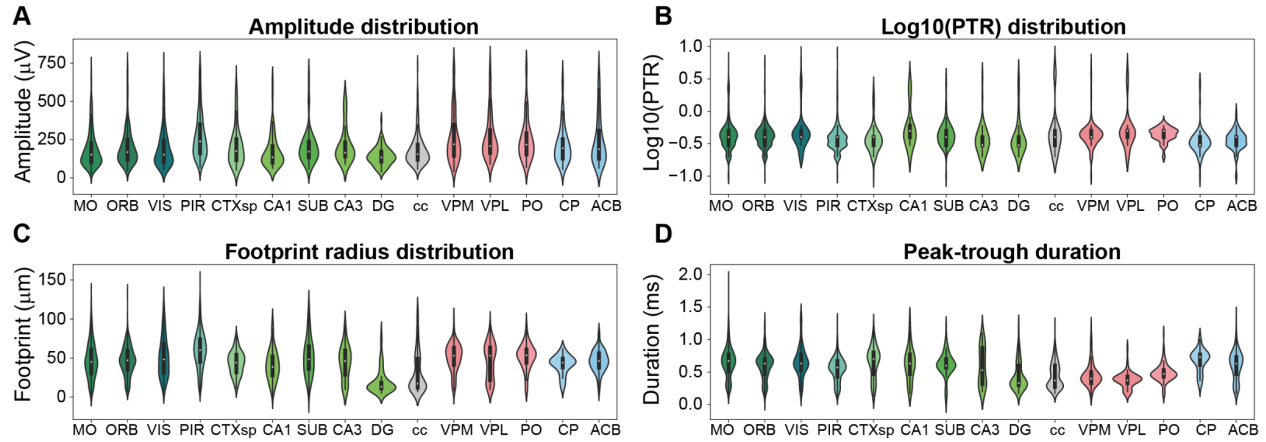 A
Amplitude distribution
Amplitude (μV)
750
500
250
0
MO ORB VIS PIR CTXsp CA1 SUB CA3 DG cc VPM VPL PO CP ACB
B
Log10(PTR) distribution
Log10(PTR)
1.0
0.5
0.0
−0.5
−1.0
MO ORB VIS PIR CTXsp CA1 SUB CA3 DG cc VPM VPL PO CP ACB
C
Footprint radius distribution
Footprint (μm)
150
100
50
0
MO ORB VIS PIR CTXsp CA1 SUB CA3 DG cc VPM VPL PO CP ACB
D
Peak-trough duration
Duration (ms)
2.0
1.5
1.0
0.5
0.0
MO ORB VIS PIR CTXsp CA1 SUB CA3 DG cc VPM VPL PO CP ACB